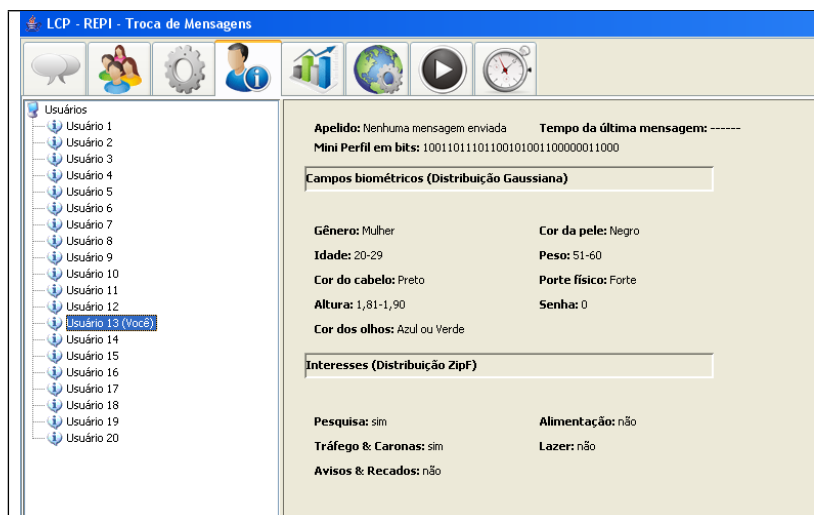 LCP - REPI - Troca de Mensagens
Usuários
Usuário 1
Usuário 2
Usuário 3
Usuário 4
Usuário 5
Usuário 6
Usuário 7
Usuário 8
Usuário 9
Usuário 10
Usuário 11
Usuário 12
Usuário 13 (Você)
Usuário 14
Usuário 15
Usuário 16
Usuário 17
Usuário 18
Usuário 19
Usuário 20
Apelido: Nenhuma mensagem enviada Tempo da última mensagem: ------
Mini Perfil em bits: 10011011101100101001100000011000
Campos biométricos (Distribuição Gaussiana)
Gênero: Mulher Cor da pele: Negro
Idade: 20-29 Peso: 51-60
Cor do cabelo: Preto Porte físico: Forte
Altura: 1,81-1,90 Senha: 0
Cor dos olhos: Azul ou Verde
Interesses (Distribuição ZipF)
Pesquisa: sim Alimentação: não
Tráfego & Caronas: sim Lazer: não
Avisos & Recados: não